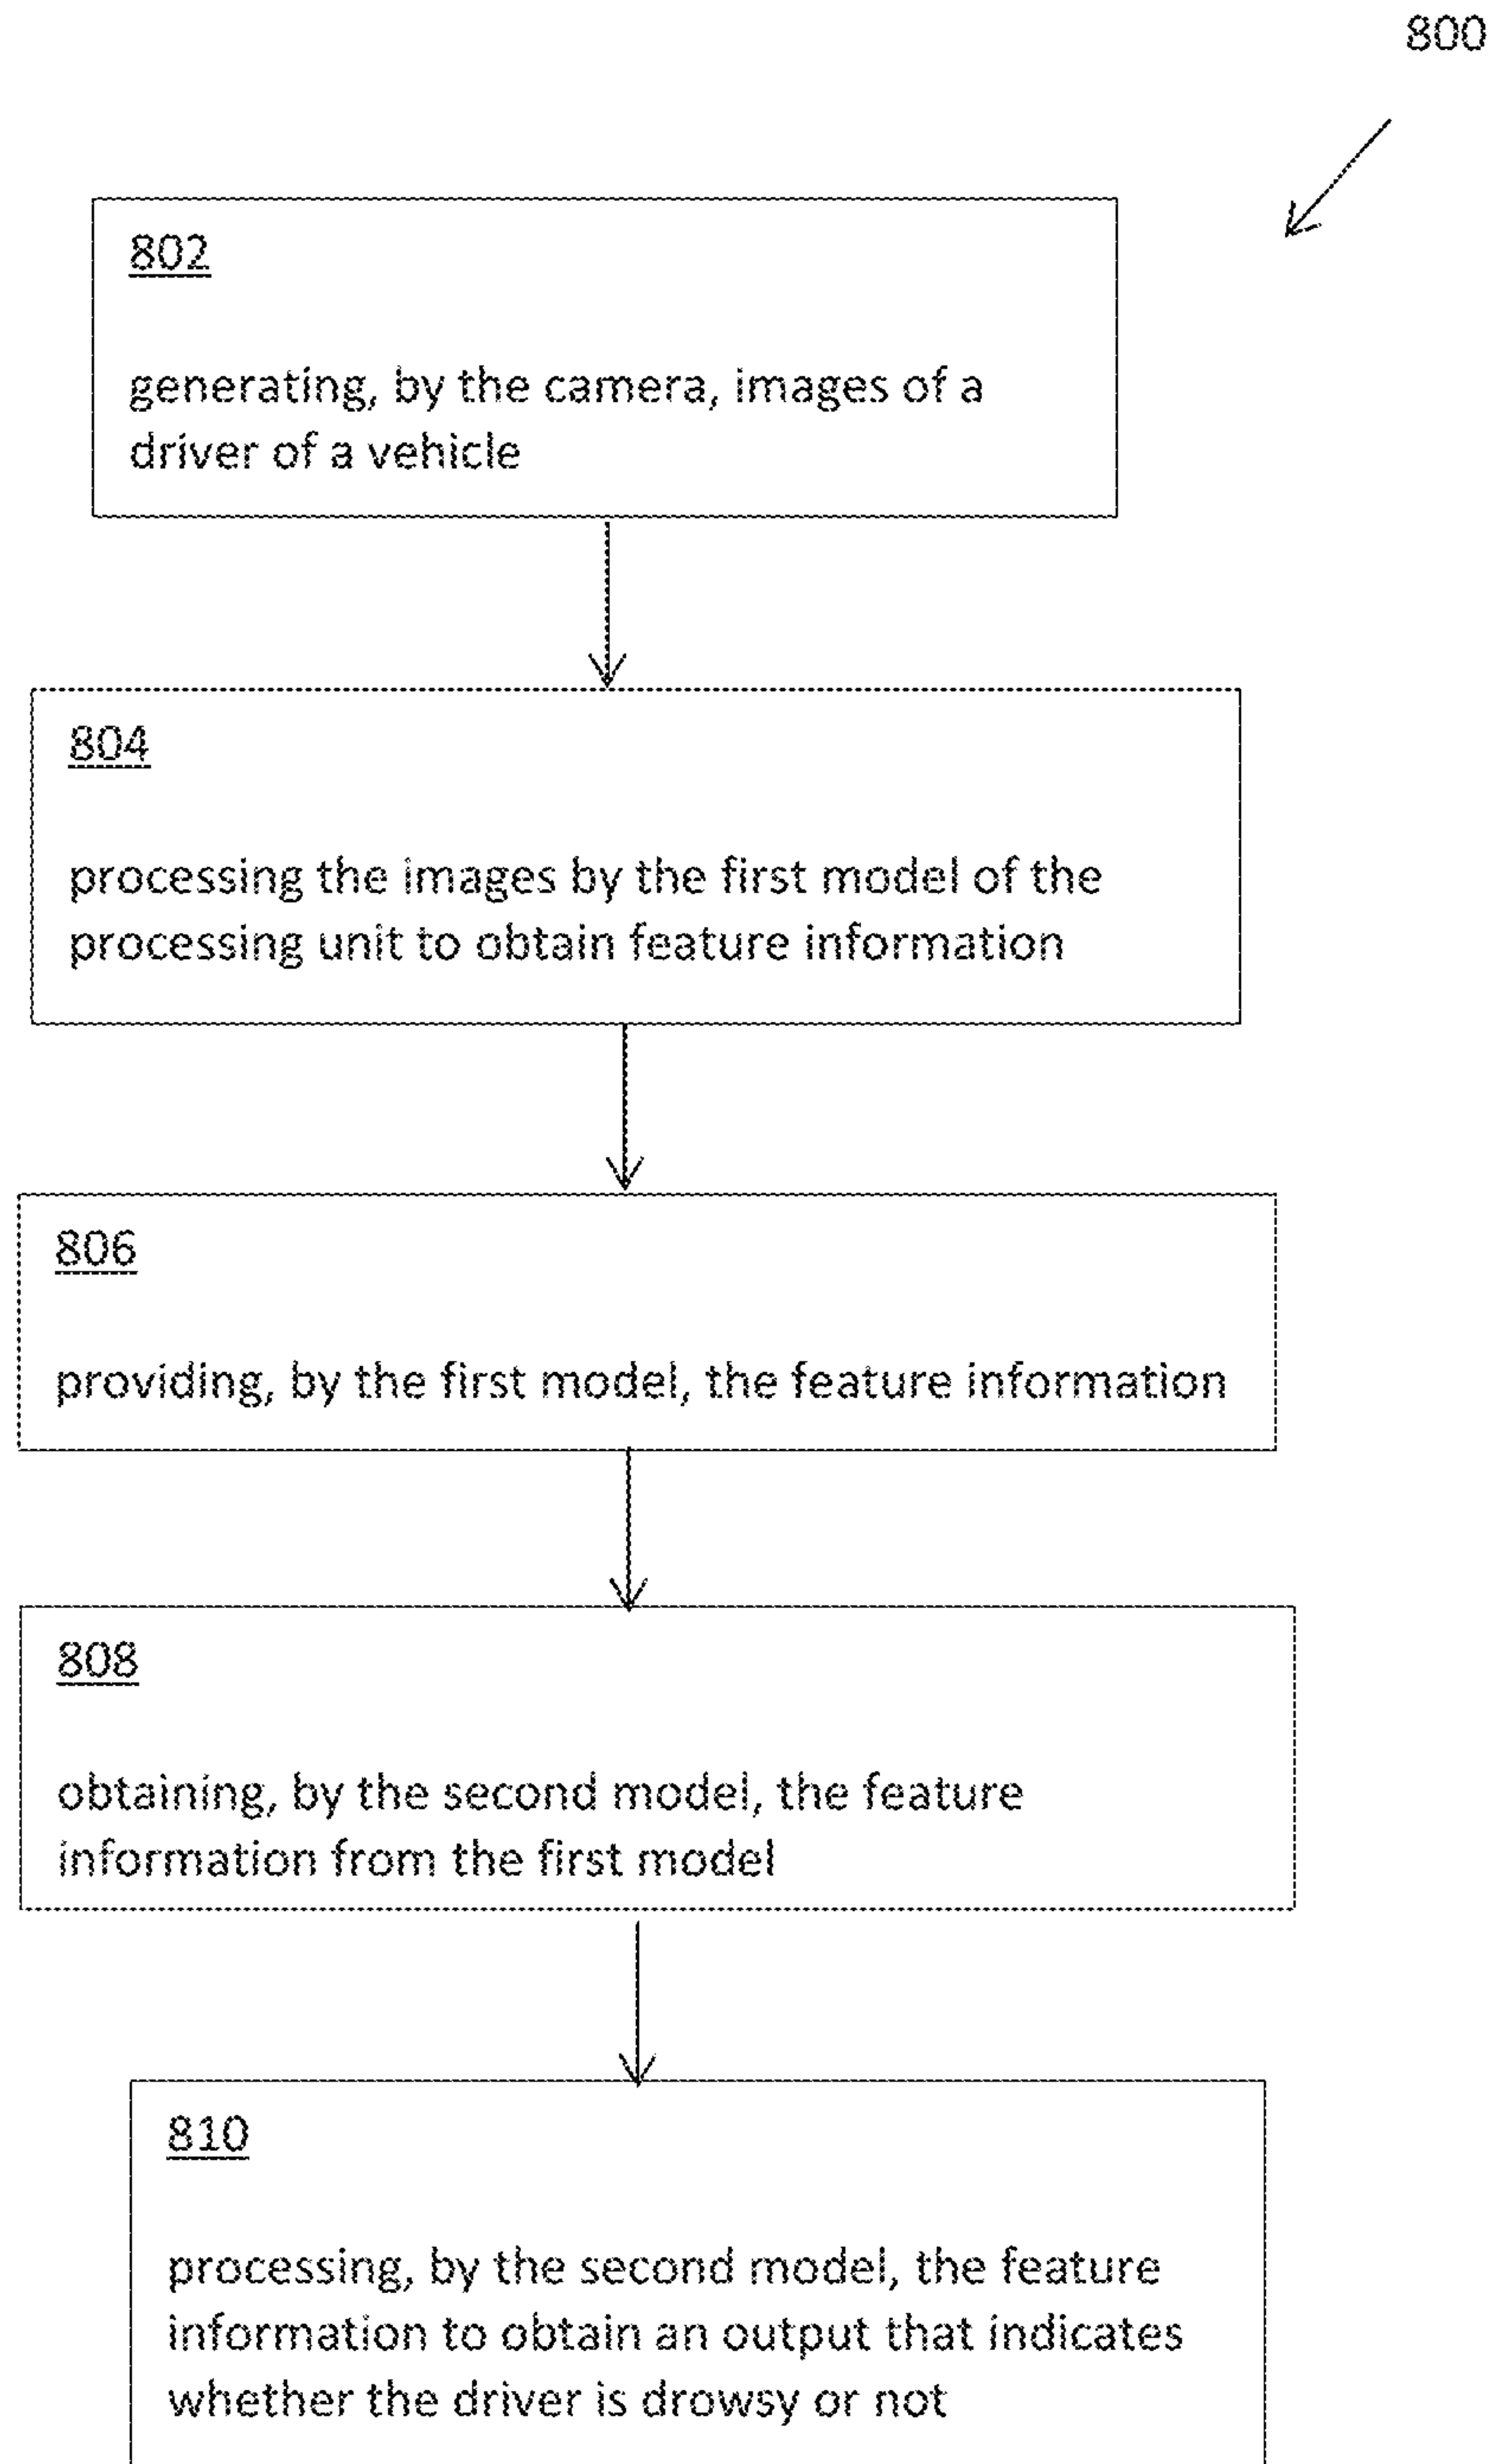 800
802
generating, by the camera, images of a
driver of a vehicle
804
processing the images by the first model of the
processing unit to obtain feature information
806
providing, by the first model, the feature information
808
obtaining, by the second model, the feature
information from the first model
810
processing, by the second model, the feature
information to obtain an output that indicates
whether the driver is drowsy or not